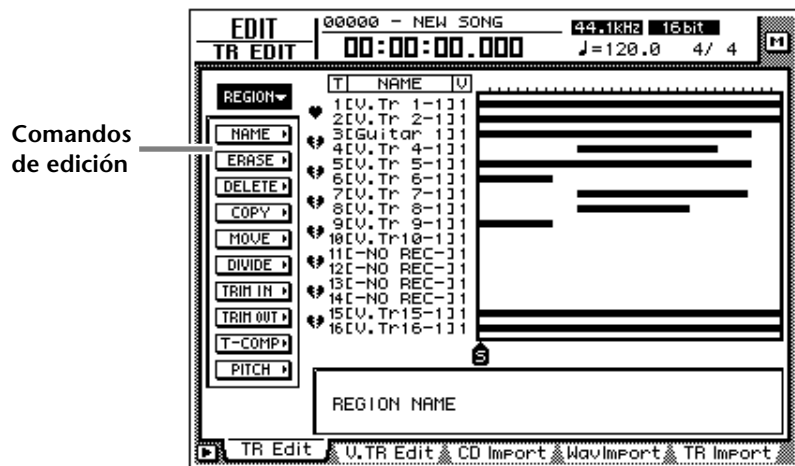 EDIT
TR EDIT
00000 - NEW SONG
00:00:00.000
44.1kHz 16bit
♩=120.0 4/ 4
M
REGION
T NAME V
1[V.Tr 1-1]1
2[V.Tr 2-1]1
3[Guitar 1]1
4[V.Tr 4-1]1
5[V.Tr 5-1]1
6[V.Tr 6-1]1
7[V.Tr 7-1]1
8[V.Tr 8-1]1
9[V.Tr 9-1]1
10[V.Tr10-1]1
11[-NO REC-]1
12[-NO REC-]1
13[-NO REC-]1
14[-NO REC-]1
15[V.Tr15-1]1
16[V.Tr16-1]1
Comandos
de edición
NAME
ERASE
DELETE
COPY
MOVE
DIVIDE
TRIM IN
TRIM OUT
T-COMP
PITCH
S
REGION NAME
TR Edit V.TR Edit CD Import WavImport TR Import